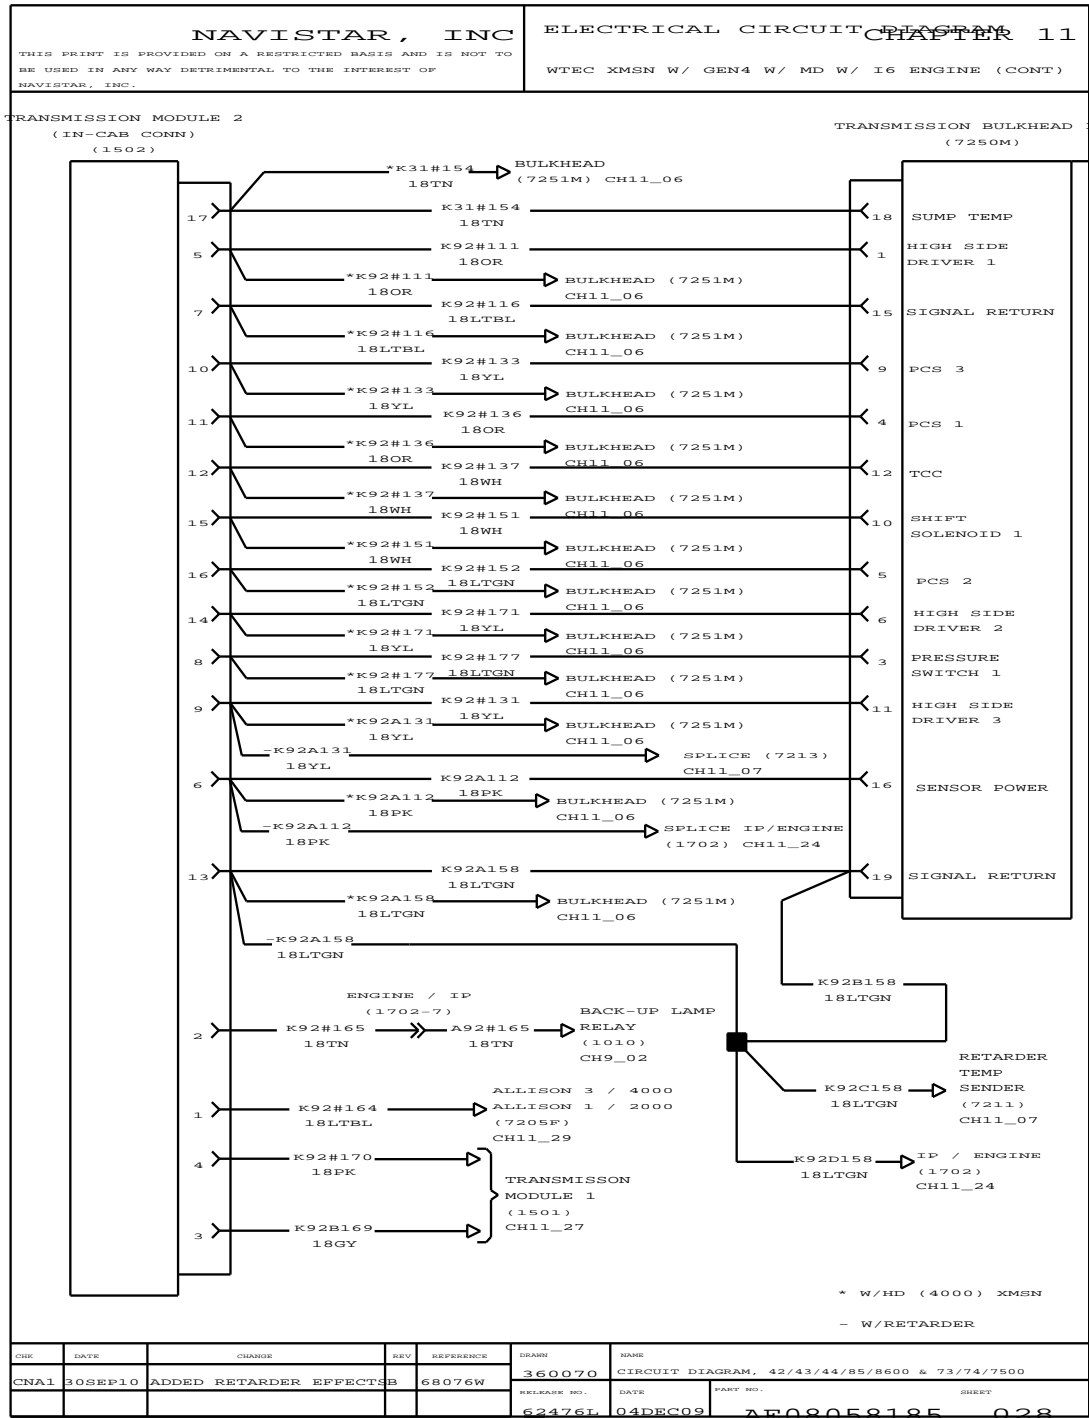 NAVISTAR, INC
THIS PRINT IS PROVIDED ON A RESTRICTED BASIS AND IS NOT TO
BE USED IN ANY WAY DETRIMENTAL TO THE INTEREST OF
NAVISTAR, INC.
ELECTRICAL CIRCUIT DIAGRAM
CHAPTER 11
WTEC XMSN W/ GEN4 W/ MD W/ I6 ENGINE (CONT)
TRANSMISSION MODULE 2
(IN-CAB CONN)
(1502)
TRANSMISSION BULKHEAD
(7250M)
*K31#154
18TN
BULKHEAD
(7251M) CH11_06
17
K31#154
18TN
18
SUMP TEMP
5
K92#111
18OR
1
HIGH SIDE
DRIVER 1
*K92#111
18OR
BULKHEAD (7251M)
CH11_06
7
K92#116
18LTBL
15
SIGNAL RETURN
*K92#116
18LTBL
BULKHEAD (7251M)
CH11_06
10
K92#133
18YL
9
PCS 3
*K92#133
18YL
BULKHEAD (7251M)
CH11_06
11
K92#136
18OR
4
PCS 1
*K92#136
18OR
BULKHEAD (7251M)
CH11_06
12
K92#137
18WH
12
TCC
*K92#137
18WH
BULKHEAD (7251M)
CH11_06
15
K92#151
18WH
10
SHIFT
SOLENOID 1
*K92#151
18WH
BULKHEAD (7251M)
CH11_06
16
K92#152
18LTGN
5
PCS 2
*K92#152
18LTGN
BULKHEAD (7251M)
CH11_06
14
K92#171
18YL
6
HIGH SIDE
DRIVER 2
*K92#171
18YL
BULKHEAD (7251M)
CH11_06
8
K92#177
18LTGN
3
PRESSURE
SWITCH 1
*K92#177
18LTGN
BULKHEAD (7251M)
CH11_06
9
K92#131
18YL
11
HIGH SIDE
DRIVER 3
*K92A131
18YL
BULKHEAD (7251M)
CH11_06
-K92A131
18YL
SPLICE (7213)
CH11_07
6
K92A112
18PK
16
SENSOR POWER
*K92A112
18PK
BULKHEAD (7251M)
CH11_06
-K92A112
18PK
SPLICE IP/ENGINE
(1702) CH11_24
13
K92A158
18LTGN
19
SIGNAL RETURN
*K92A158
18LTGN
BULKHEAD (7251M)
CH11_06
-K92A158
18LTGN
K92B158
18LTGN
ENGINE / IP
(1702-7)
2
K92#165
18TN
A92#165
18TN
BACK-UP LAMP
RELAY
(1010)
CH9_02
K92C158
18LTGN
RETARDER
TEMP
SENDER
(7211)
CH11_07
1
K92#164
18LTBL
ALLISON 3 / 4000
ALLISON 1 / 2000
(7205F)
CH11_29
K92D158
18LTGN
IP / ENGINE
(1702)
CH11_24
4
K92#170
18PK
TRANSMISSON
MODULE 1
(1501)
CH11_27
3
K92B169
18GY
* W/HD (4000) XMSN
- W/RETARDER
CHK DATE CHANGE REV REFERENCE
CNA1 30SEP10 ADDED RETARDER EFFECTS B 68076W
DRAWN
360070
NAME
CIRCUIT DIAGRAM, 42/43/44/85/8600 & 73/74/7500
RELEASE NO.
62476L
DATE
04DEC09
PART NO.
AF08058185
SHEET
028